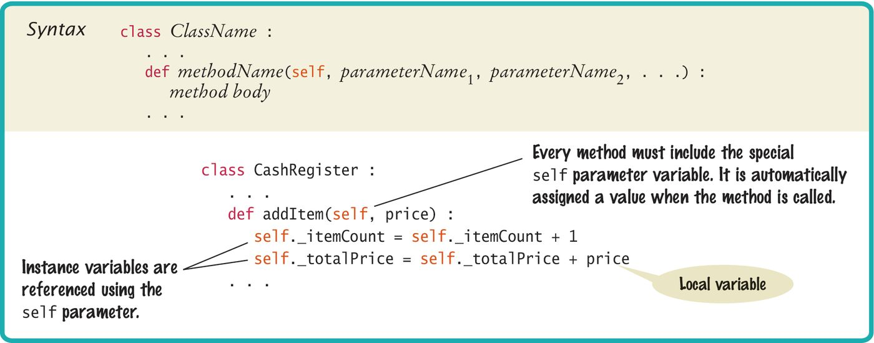 Syntax
class ClassName :
. . .
def methodName(self, parameterName1, parameterName2, . . .) :
method body
. . .
Every method must include the special
self parameter variable. It is automatically
assigned a value when the method is called.
class CashRegister :
. . .
def addItem(self, price) :
self._itemCount = self._itemCount + 1
self._totalPrice = self._totalPrice + price
. . .
Instance variables are
referenced using the
self parameter.
Local variable